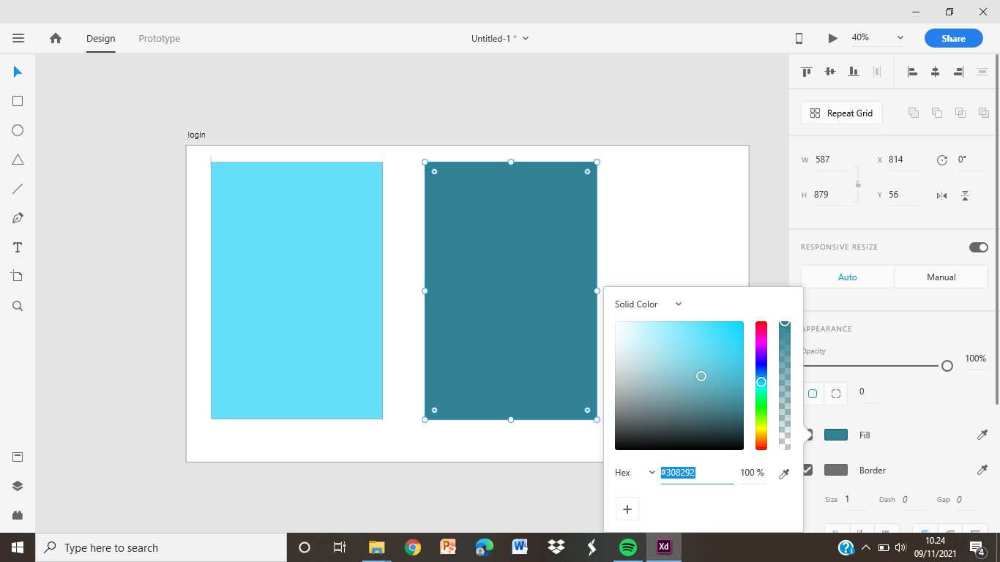 Design
Prototype
Untitled-1 *
40%
Share
Repeat Grid
login
W 587
X 814
0°
H 879
Y 56
RESPONSIVE RESIZE
Auto
Manual
Solid Color
APPEARANCE
Opacity
100%
0
Fill
Hex
#308292
100 %
Border
Size 1
Dash 0
Gap 0
+
Type here to search
Xd
10.24
09/11/2021
4